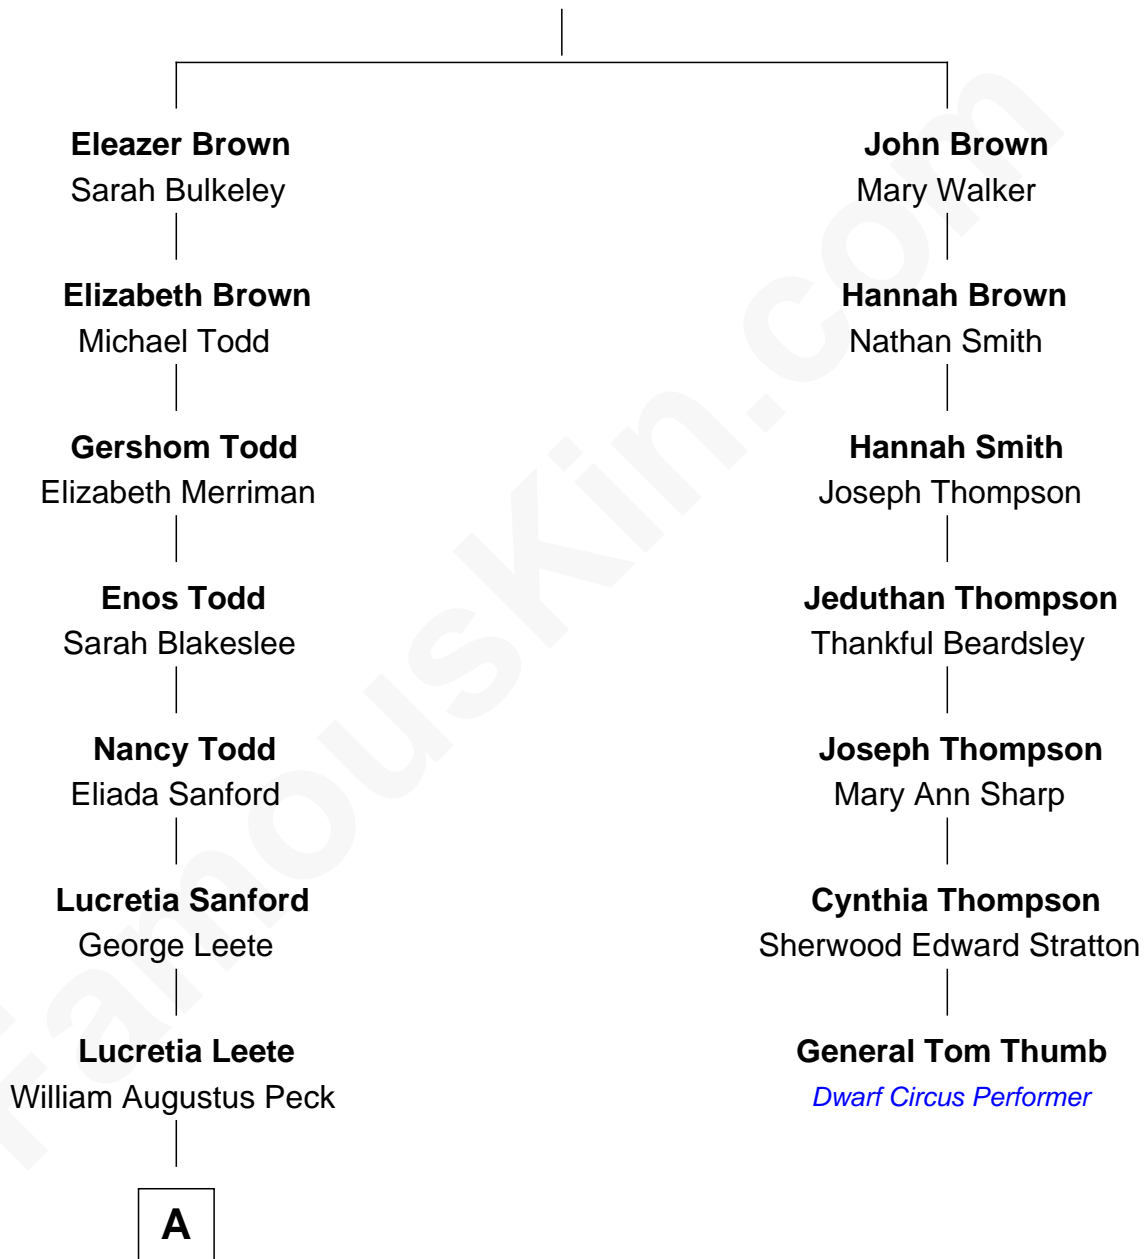 Eleazer Brown
Sarah Bulkeley
John Brown
Mary Walker
Elizabeth Brown
Michael Todd
Hannah Brown
Nathan Smith
Gershom Todd
Elizabeth Merriman
Hannah Smith
Joseph Thompson
Enos Todd
Sarah Blakeslee
Jeduthan Thompson
Thankful Beardsley
Nancy Todd
Eliada Sanford
Joseph Thompson
Mary Ann Sharp
Lucretia Sanford
George Leete
Cynthia Thompson
Sherwood Edward Stratton
Lucretia Leete
William Augustus Peck
General Tom Thumb
Dwarf Circus Performer
A
FamousKin.com